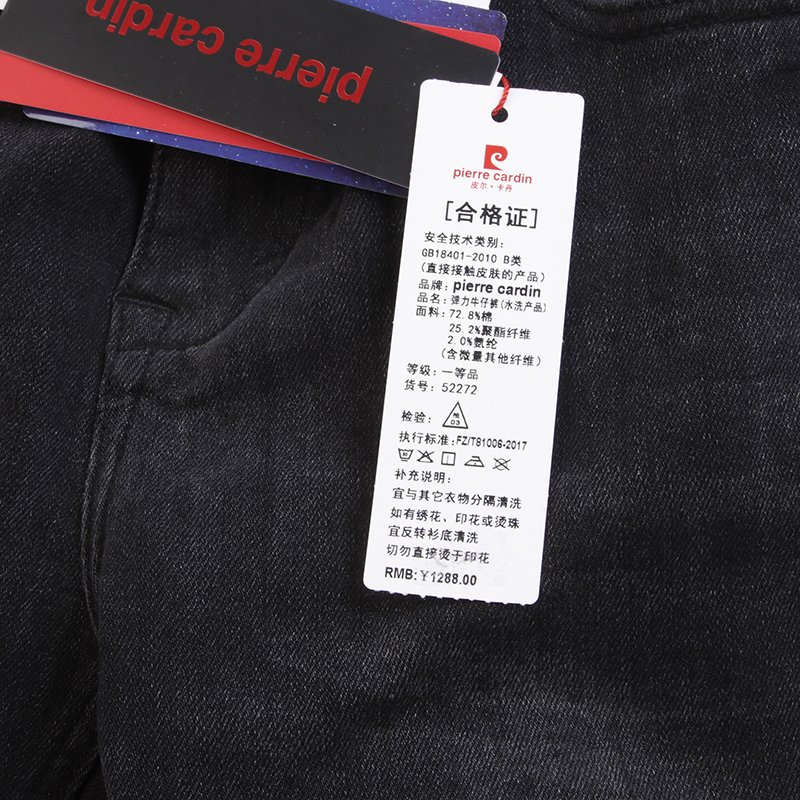 pierre cardin
pierre cardin
皮尔·卡丹
[合格证]
安全技术类别:
GB18401-2010 B类
(直接接触皮肤的产品)
品牌: pierre cardin
品名: 弹力牛仔裤(水洗产品)
面料: 72.8%棉
25.2%聚酯纤维
2.0%氨纶
(含微量其他纤维)
等级: 一等品
货号: 52272
检验: 检 03
执行标准: FZ/T81006-2017
补充说明:
宜与其它衣物分隔清洗
如有绣花、印花或烫珠
宜反转衫底清洗
切勿直接烫于印花
RMB: ¥1288.00